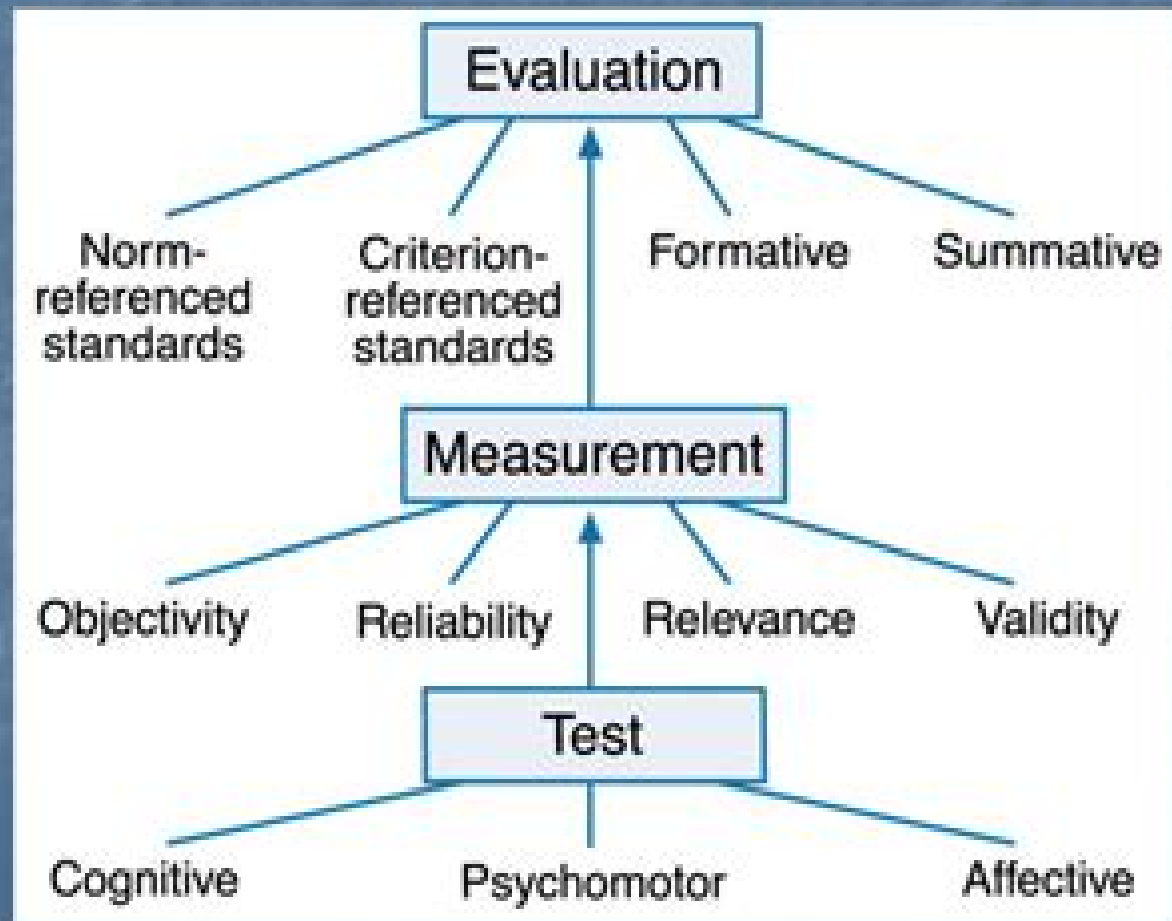 Evaluation
Norm-
referenced
standards
Criterion-
referenced
standards
Formative
Summative
Measurement
Objectivity
Reliability
Relevance
Validity
Test
Cognitive
Psychomotor
Affective